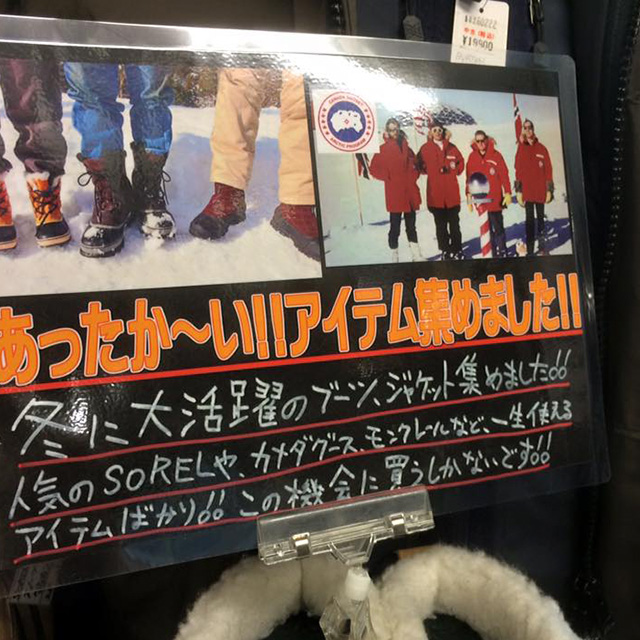 あったか〜い!!アイテム集めました!!
冬に大活躍のブーツ、ジャケット集めました!!
人気のSORELや、カナダグース、モンクレールなど、一生使える
アイテムばかり!! この機会に買うしかないです!!